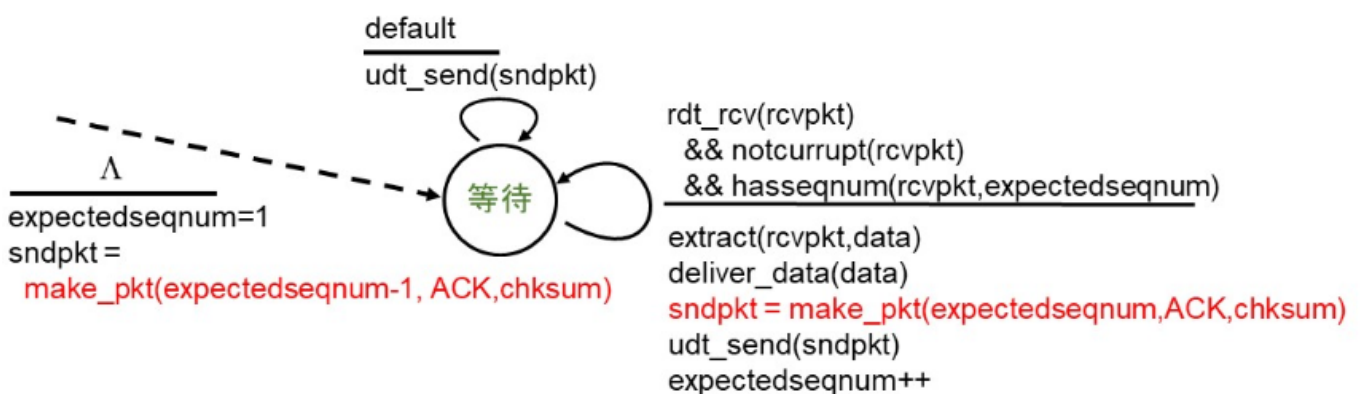 default
udt_send(sndpkt)
Λ
expectedseqnum=1
sndpkt =
make_pkt(expectedseqnum-1, ACK,chksum)
等待
rdt_rcv(rcvpkt)
&& notcurrupt(rcvpkt)
&& hasseqnum(rcvpkt,expectedseqnum)
extract(rcvpkt,data)
deliver_data(data)
sndpkt = make_pkt(expectedseqnum,ACK,chksum)
udt_send(sndpkt)
expectedseqnum++